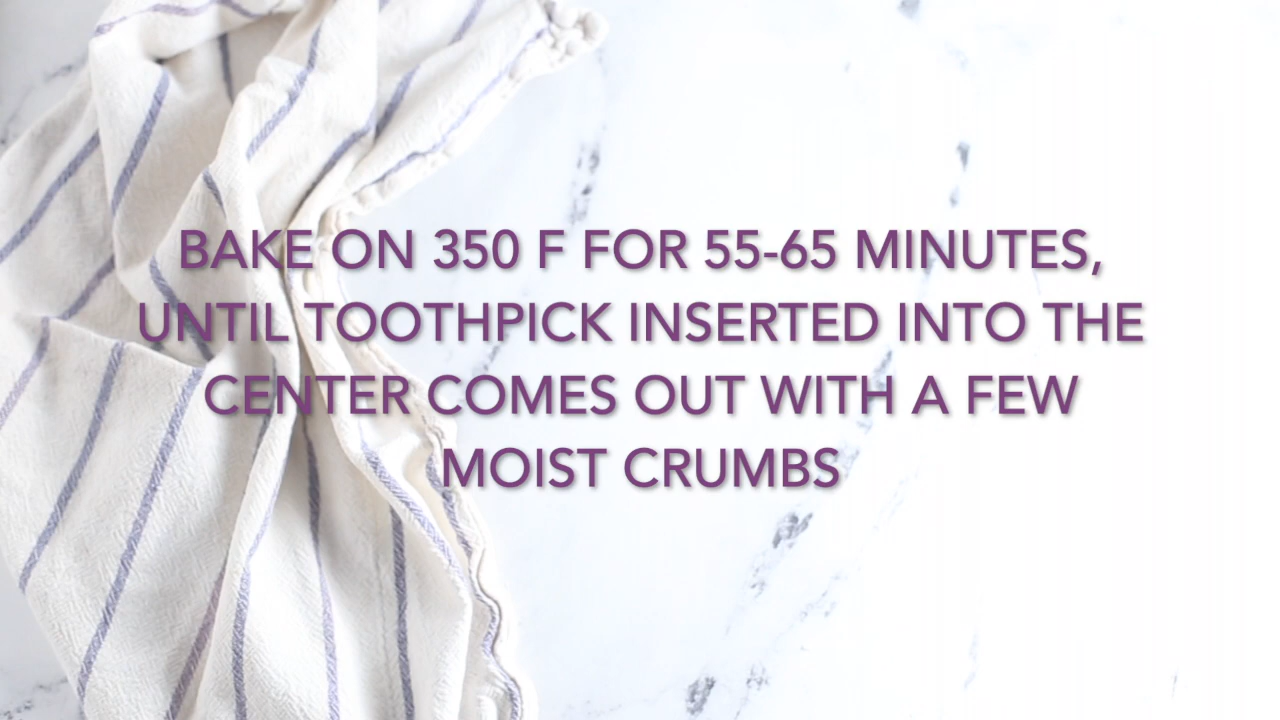 BAKE ON 350 F FOR 55-65 MINUTES,
UNTIL TOOTHPICK INSERTED INTO THE
CENTER COMES OUT WITH A FEW
MOIST CRUMBS